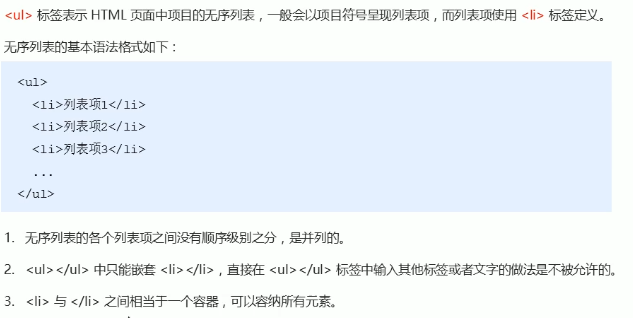 <ul> 标签表示 HTML 页面中项目的无序列表，一般会以项目符号呈现列表项，而列表项使用 <li> 标签定义。
无序列表的基本语法格式如下：
<ul>
  <li>列表项1</li>
  <li>列表项2</li>
  <li>列表项3</li>
  ...
</ul>
1. 无序列表的各个列表项之间没有顺序级别之分，是并列的。
2. <ul></ul> 中只能嵌套 <li></li>，直接在 <ul></ul> 标签中输入其他标签或者文字的做法是不被允许的。
3. <li> 与 </li> 之间相当于一个容器，可以容纳所有元素。